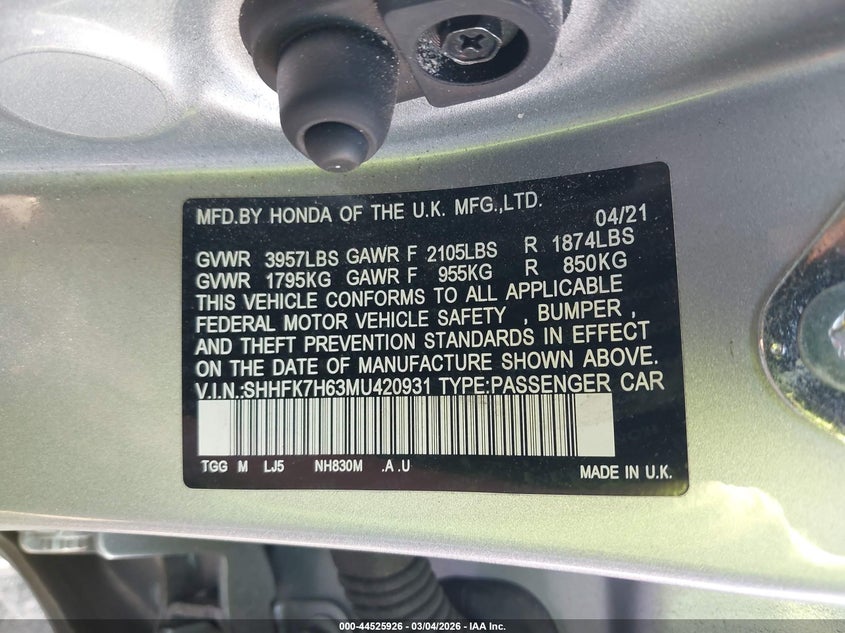 MFD.BY HONDA OF THE U.K. MFG.,LTD. 04/21
GVWR 3957LBS GAWR F 2105LBS R 1874LBS
GVWR 1795KG GAWR F 955KG R 850KG
THIS VEHICLE CONFORMS TO ALL APPLICABLE
FEDERAL MOTOR VEHICLE SAFETY , BUMPER ,
AND THEFT PREVENTION STANDARDS IN EFFECT
ON THE DATE OF MANUFACTURE SHOWN ABOVE.
V.I.N.:SHHFK7H63MU420931 TYPE:PASSENGER CAR
TGG M LJ5 NH830M .A .U MADE IN U.K.
000-44525926 - 03/04/2026 - IAA Inc.